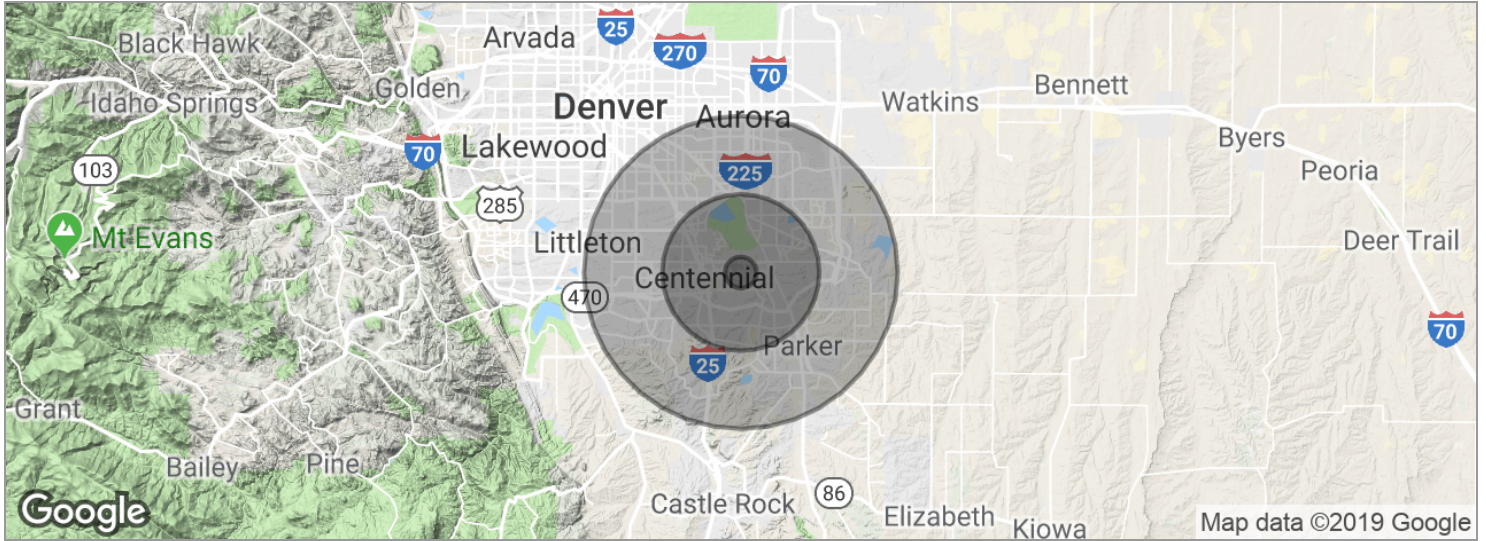 25
Arvada
Black Hawk
270
70
Golden
Bennett
Idaho Springs
Denver
Watkins
Aurora
Byers
70
Lakewood
103
225
Peoria
285
Mt Evans
Littleton
Deer Trail
Centennial
470
70
Parker
25
Grant
Bailey
Pine
86
Castle Rock
Elizabeth
Kiowa
Google
Map data ©2019 Google